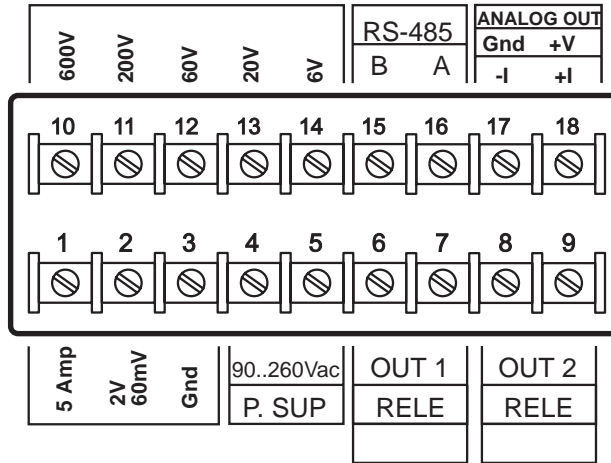 600V 200V 60V 20V 6V
RS-485
B A
ANALOG OUT
Gnd +V
-I +I
10 11 12 13 14 15 16 17 18
1 2 3 4 5 6 7 8 9
5 Amp
2V
60mV
Gnd
90..260Vac
P. SUP
OUT 1
RELE
OUT 2
RELE